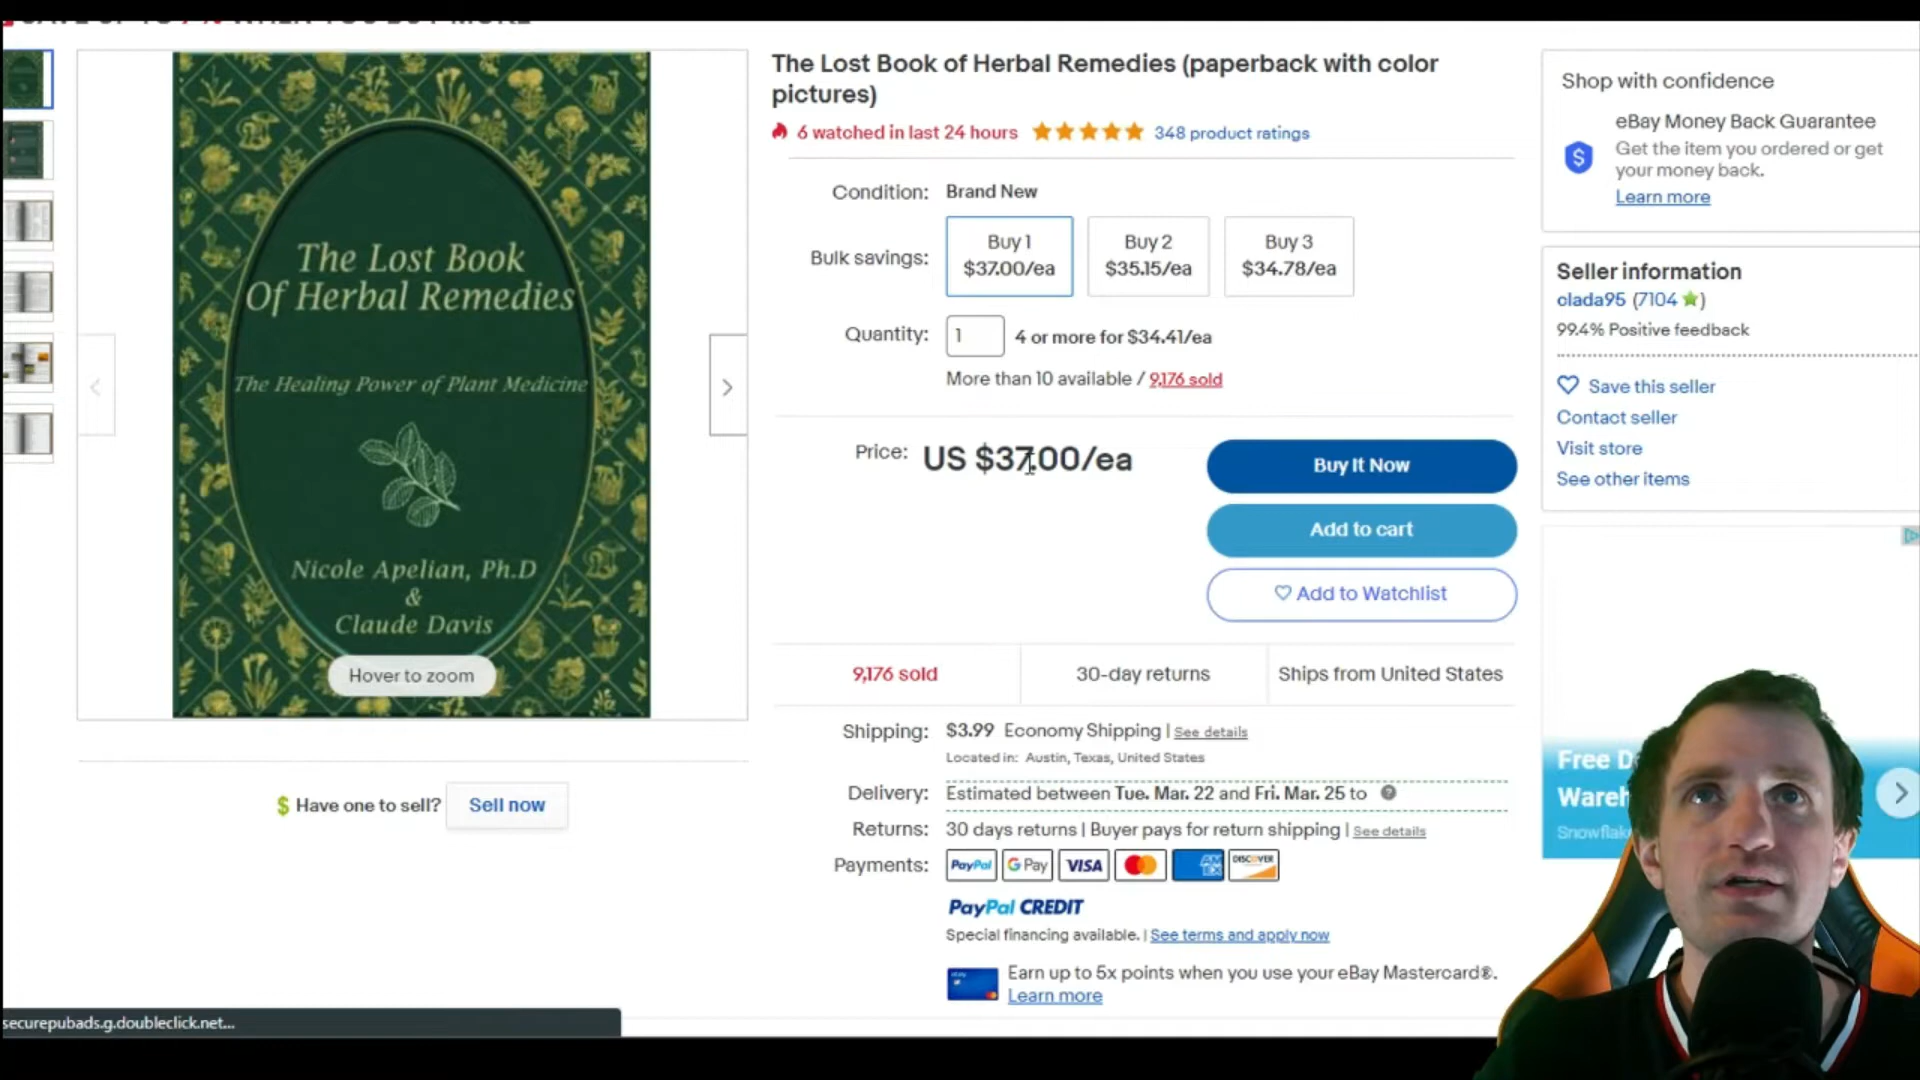 The Lost Book of Herbal Remedies (paperback with color
pictures)
6 watched in last 24 hours 348 product ratings
Condition: Brand New
Bulk savings:
Buy 1
$37.00/ea
Buy 2
$35.15/ea
Buy 3
$34.78/ea
Quantity: 1 4 or more for $34.41/ea
More than 10 available / 9,176 sold
Price: US $37.00/ea
Buy It Now
Add to cart
Add to Watchlist
9,176 sold 30-day returns Ships from United States
Shipping: $3.99 Economy Shipping | See details
Located in: Austin, Texas, United States
Delivery: Estimated between Tue. Mar. 22 and Fri. Mar. 25 to
Returns: 30 days returns | Buyer pays for return shipping | See details
Payments: PayPal G Pay VISA AM EX DISCOVER
PayPal CREDIT
Special financing available. | See terms and apply now
Earn up to 5x points when you use your eBay Mastercard®.
Learn more
The Lost Book
Of Herbal Remedies
The Healing Power of Plant Medicine
Nicole Apelian, Ph.D
&
Claude Davis
Hover to zoom
$ Have one to sell? Sell now
Shop with confidence
eBay Money Back Guarantee
Get the item you ordered or get
your money back.
Learn more
Seller information
clada95 (7104)
99.4% Positive feedback
Save this seller
Contact seller
Visit store
See other items
Free D
Wareh
Snowflak
securepubads.g.doubleclick.net...